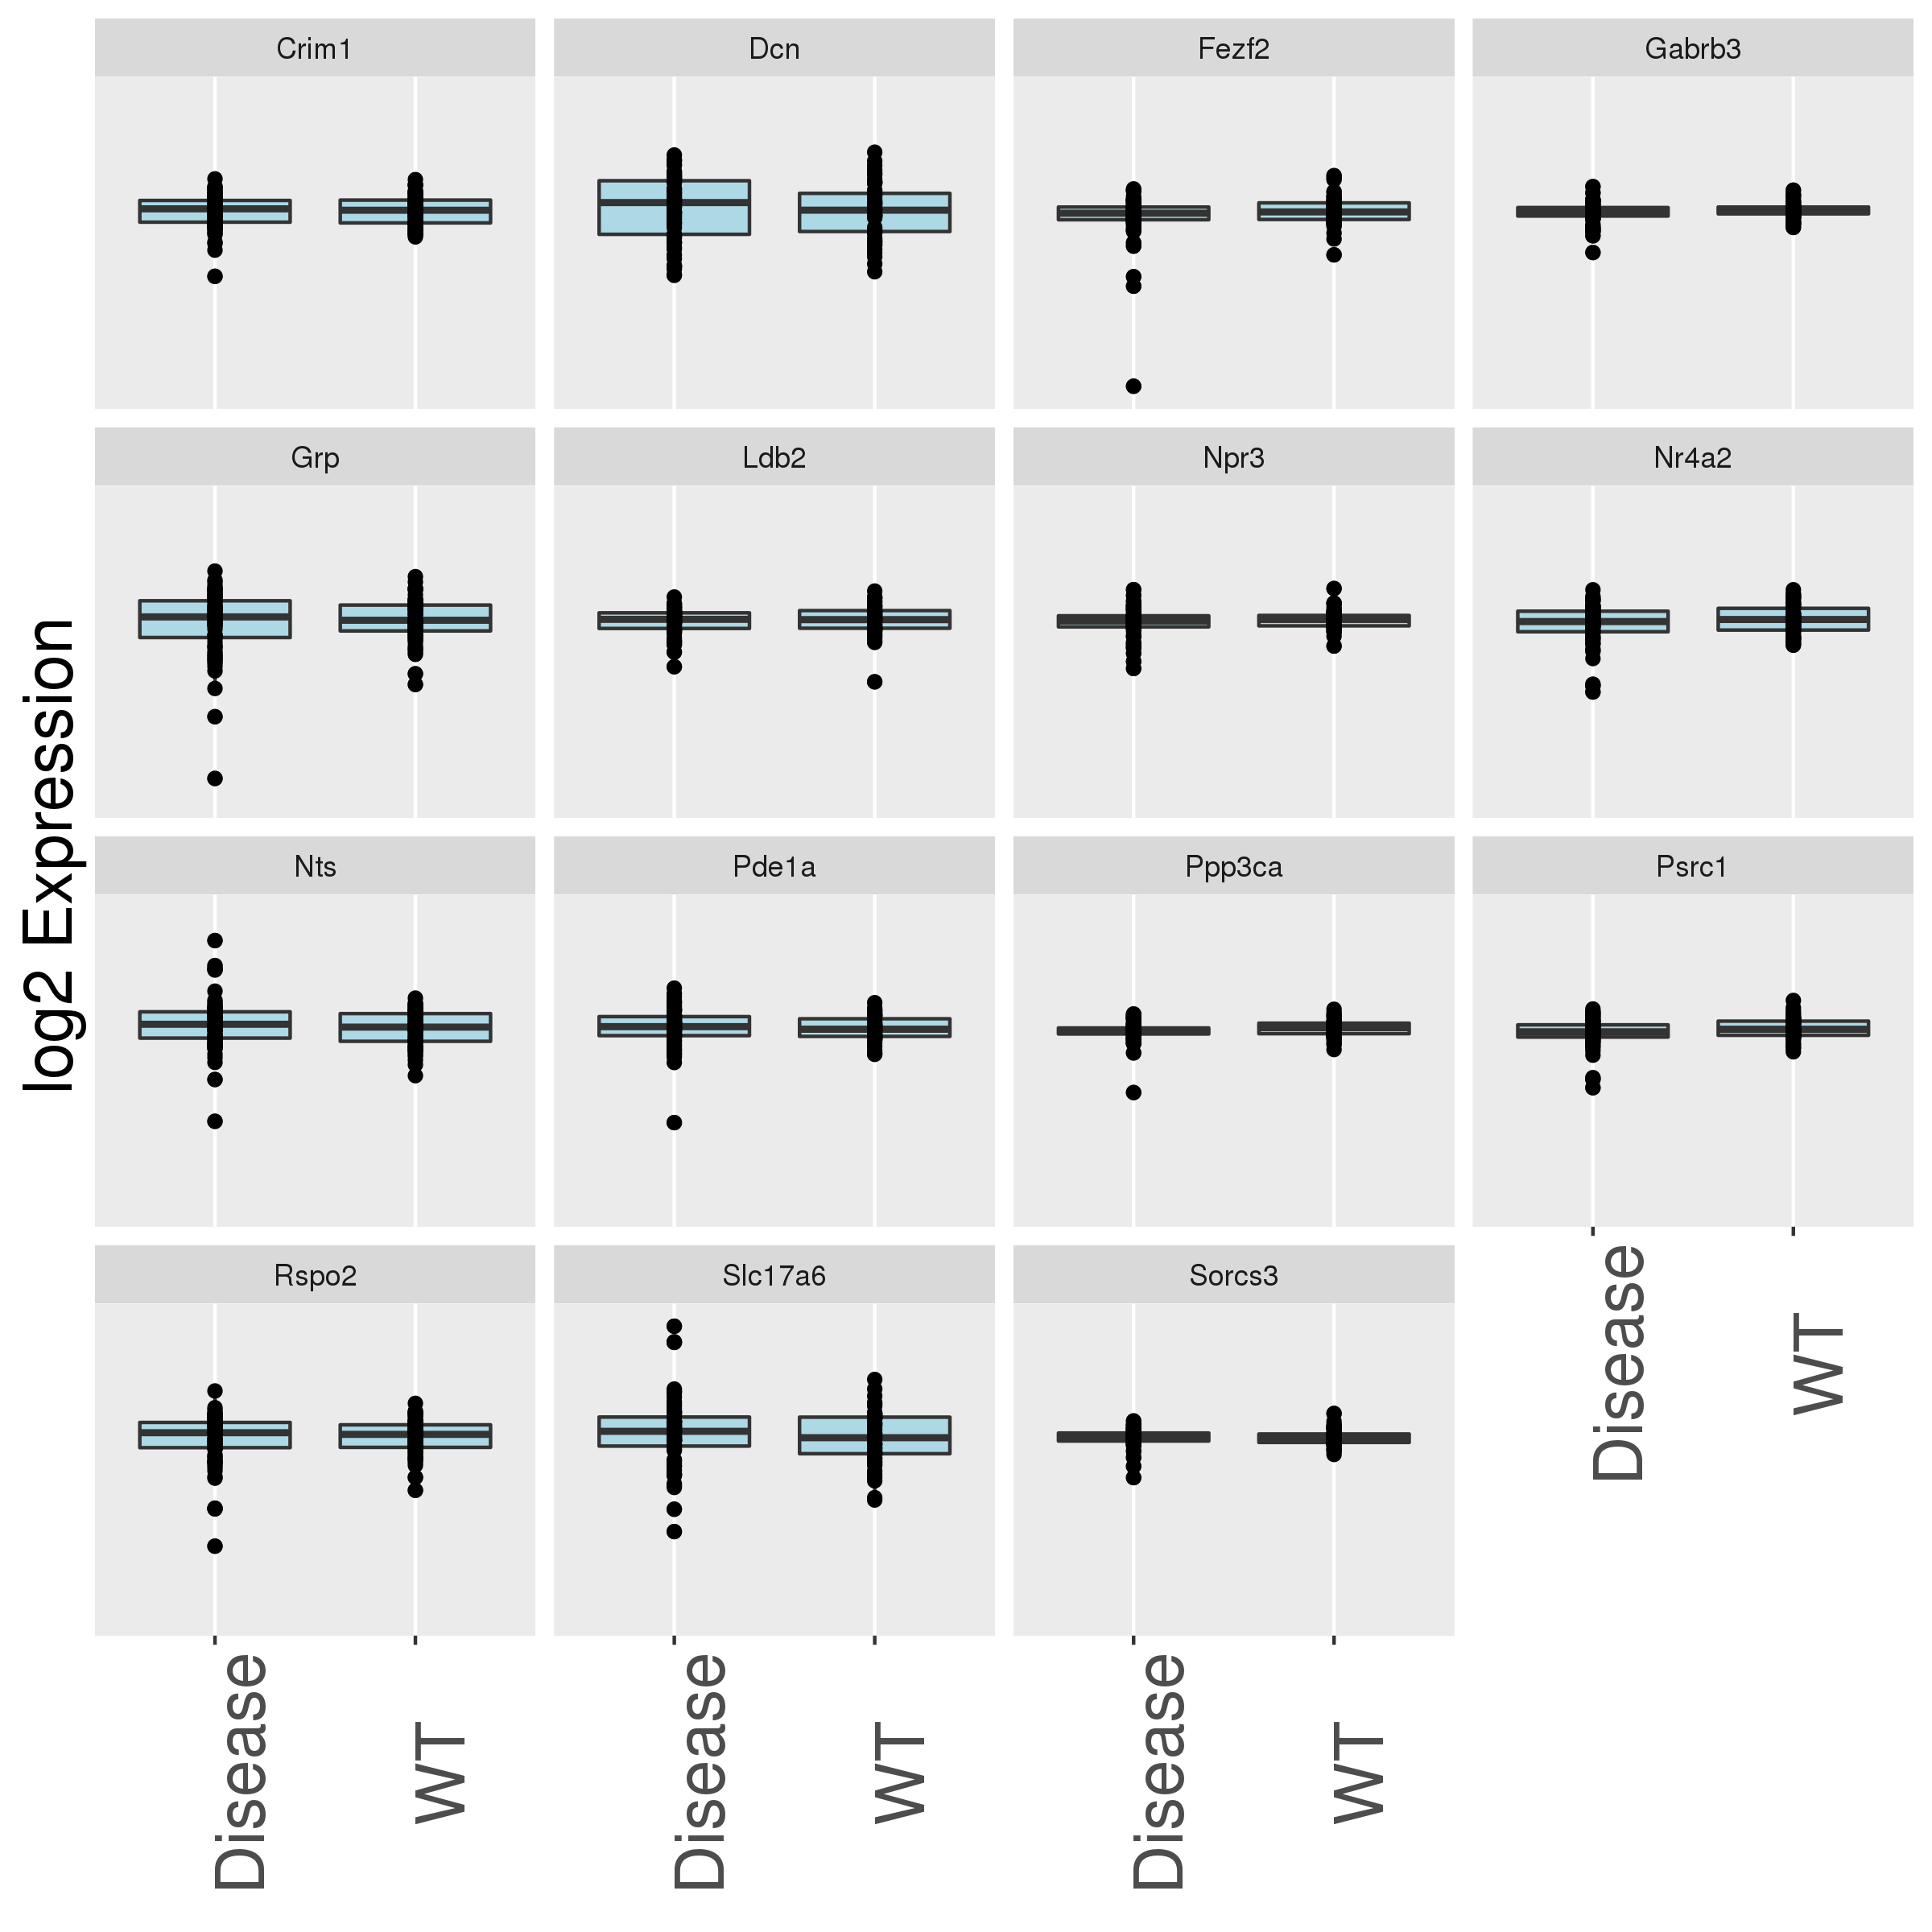 Crim1
Dcn
Fezf2
Gabrb3
Grp
Ldb2
Npr3
Nr4a2
log2 Expression
Nts
Pde1a
Ppp3ca
Psrc1
Rspo2
Slc17a6
Sorcs3
Disease
WT
Disease
WT
Disease
WT
Disease
WT